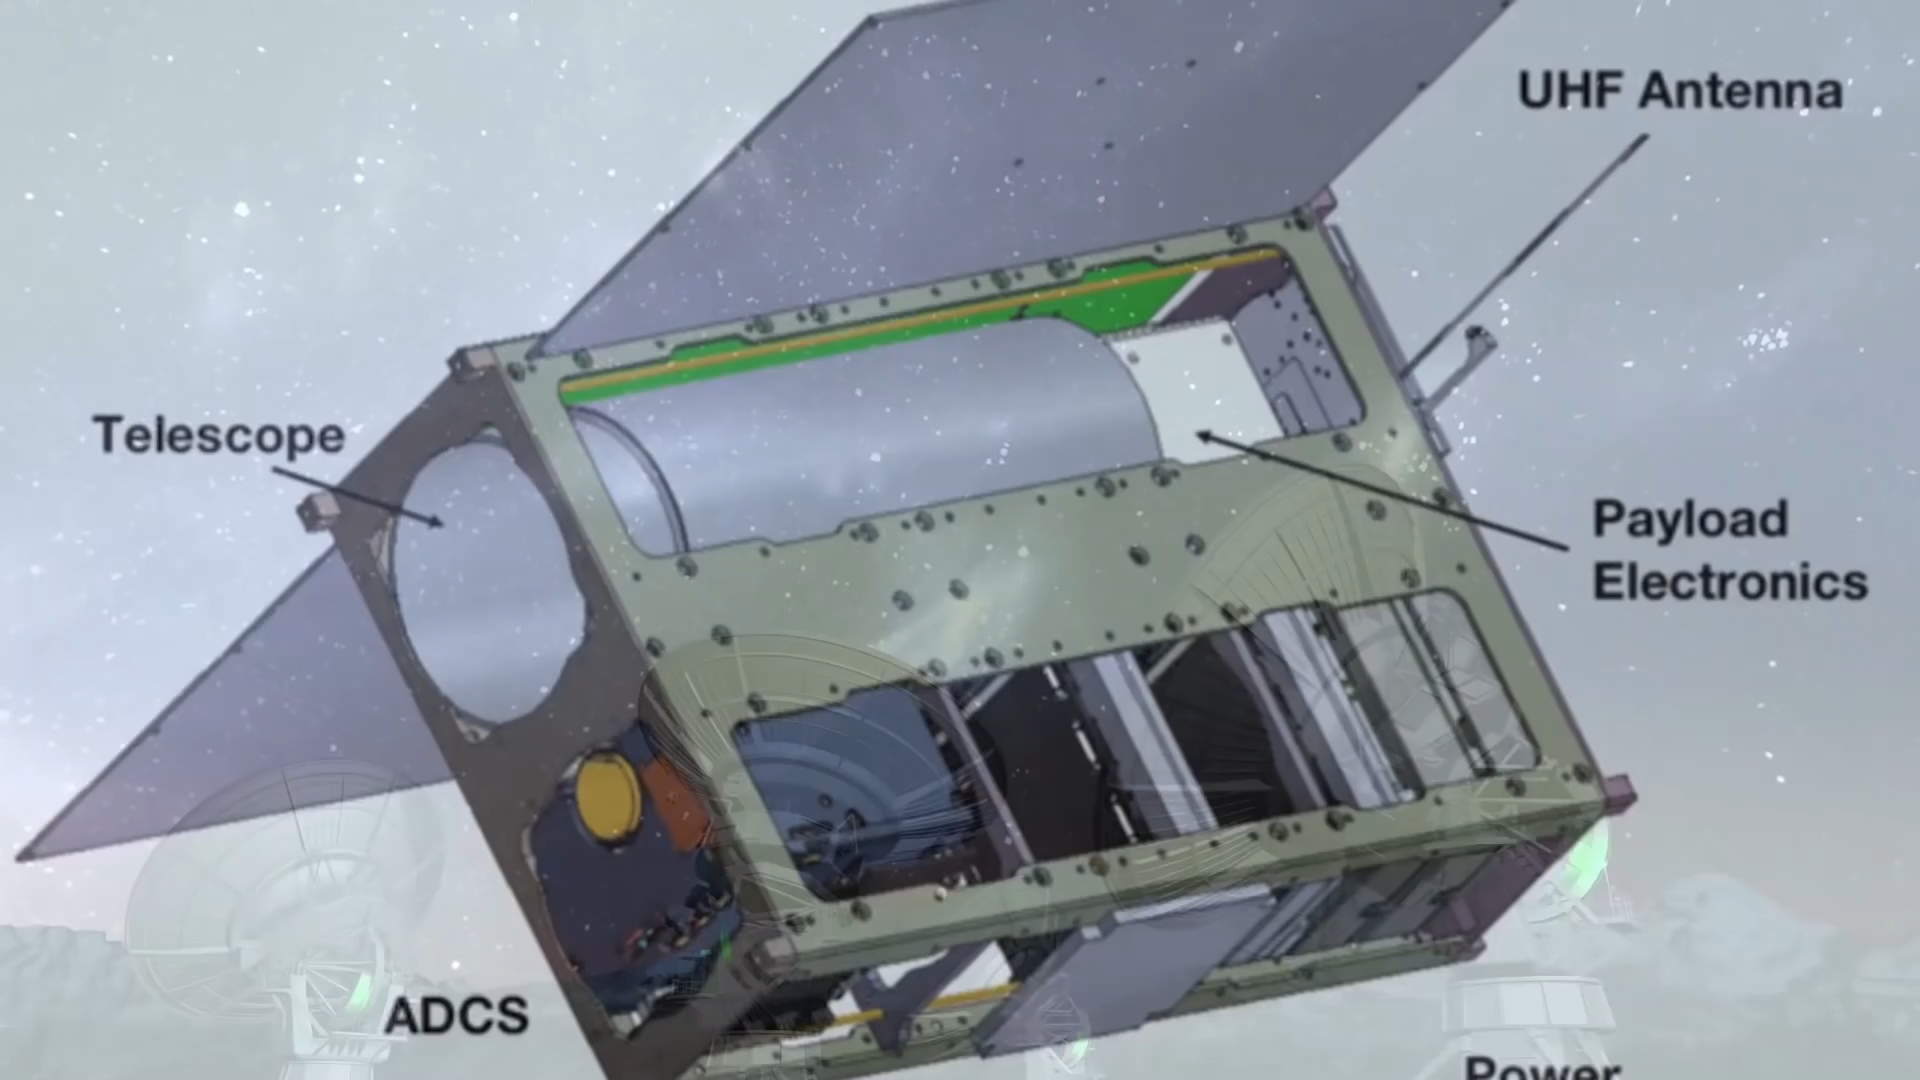 UHF Antenna
Telescope
Payload
Electronics
ADCS
Power